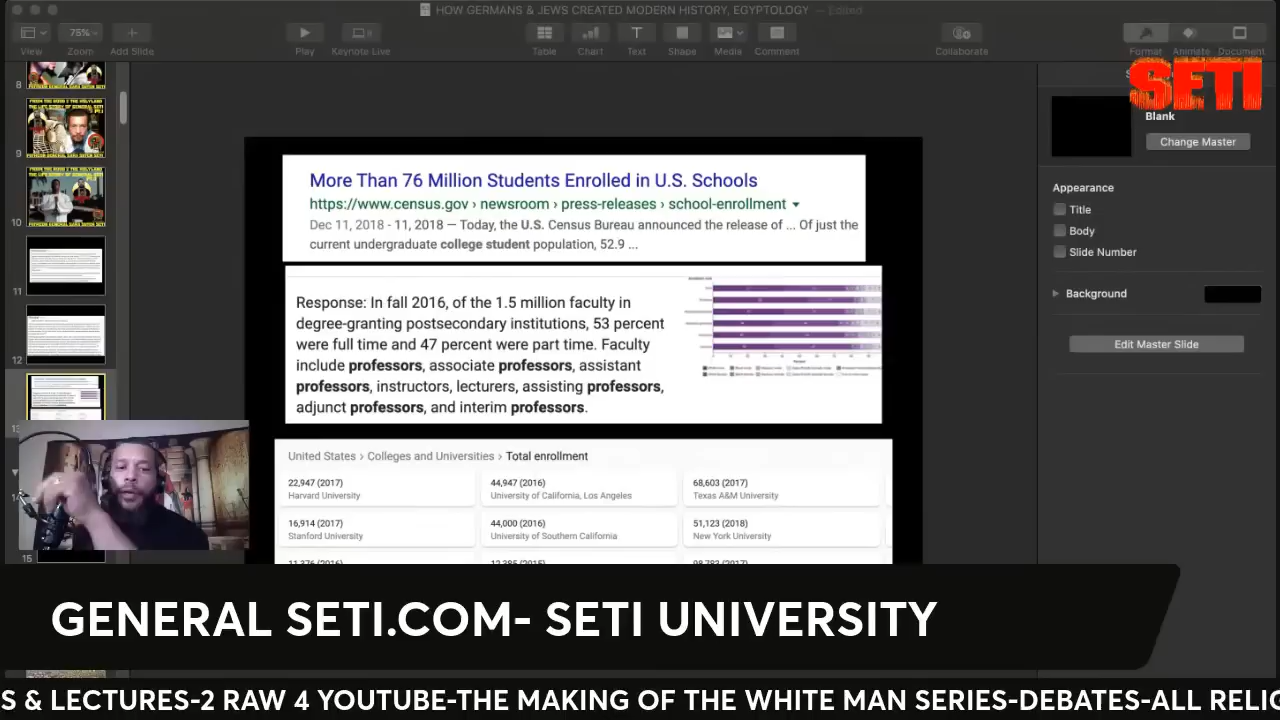 HOW GERMANS & JEWS CREATED MODERN HISTORY, EGYPTOLOGY — Edited
75%
View
Zoom
Add Slide
Play
Keynote Live
Table
Chart
Text
Shape
Media
Comment
Collaborate
Format
Animate
Document
SETI
Blank
Change Master
Appearance
Title
Body
Slide Number
Background
Edit Master Slide
8
9
10
11
12
13
14
15
More Than 76 Million Students Enrolled in U.S. Schools
https://www.census.gov › newsroom › press-releases › school-enrollment
Dec 11, 2018 - 11, 2018 — Today, the U.S. Census Bureau announced the release of ... Of just the
current undergraduate college student population, 52.9 ...
Response: In fall 2016, of the 1.5 million faculty in
degree-granting postsecondary institutions, 53 percent
were full time and 47 percent were part time. Faculty
include professors, associate professors, assistant
professors, instructors, lecturers, assisting professors,
adjunct professors, and interim professors.
United States › Colleges and Universities › Total enrollment
22,947 (2017)
Harvard University
44,947 (2016)
University of California, Los Angeles
68,603 (2017)
Texas A&M University
16,914 (2017)
Stanford University
44,000 (2016)
University of Southern California
51,123 (2018)
New York University
GENERAL SETI.COM- SETI UNIVERSITY
S & LECTURES-2 RAW 4 YOUTUBE-THE MAKING OF THE WHITE MAN SERIES-DEBATES-ALL RELIG